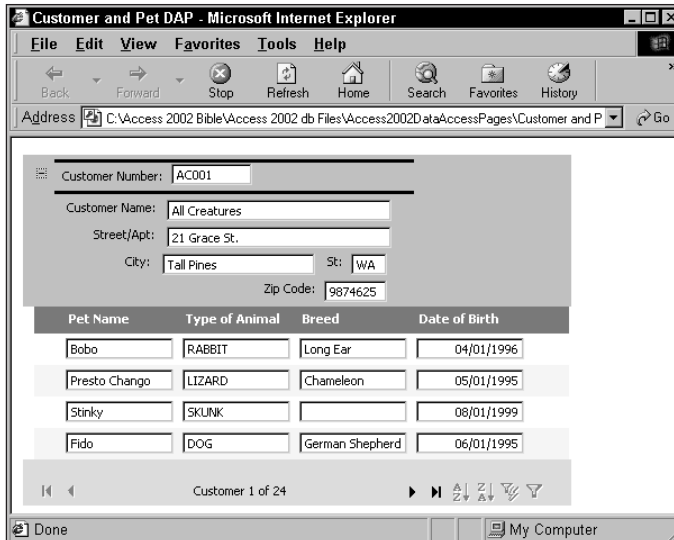 Customer and Pet DAP - Microsoft Internet Explorer
File Edit View Favorites Tools Help
Back Forward Stop Refresh Home Search Favorites History »
Address C:\Access 2002 Bible\Access 2002 db Files\Access2002DataAccessPages\Customer and P Go
Customer Number: AC001
Customer Name: All Creatures
Street/Apt: 21 Grace St.
City: Tall Pines St: WA
Zip Code: 9874625
Pet Name Type of Animal Breed Date of Birth
Bobo RABBIT Long Ear 04/01/1996
Presto Chango LIZARD Chameleon 05/01/1995
Stinky SKUNK 08/01/1999
Fido DOG German Shepherd 06/01/1995
Customer 1 of 24
Done My Computer